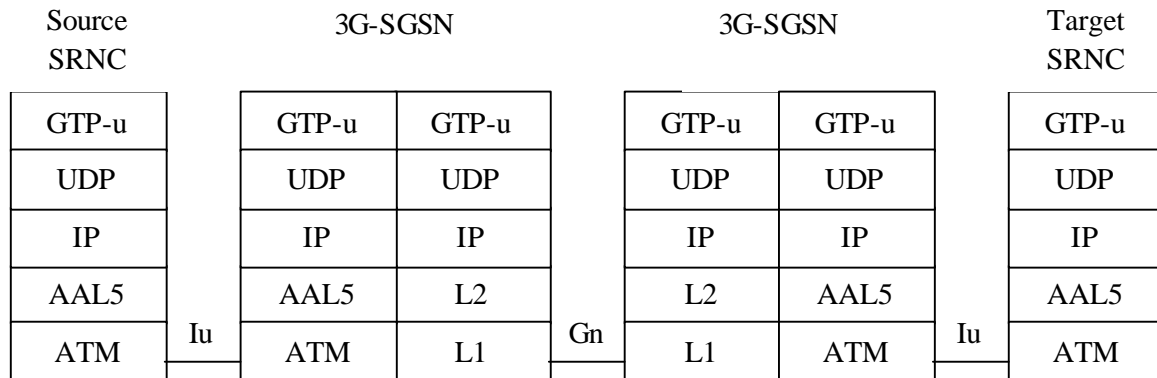 Source SRNC 3G-SGSN 3G-SGSN Target SRNC
GTP-u GTP-u GTP-u GTP-u GTP-u GTP-u
UDP UDP UDP UDP UDP UDP
IP IP IP IP IP IP
AAL5 AAL5 L2 L2 AAL5 AAL5
ATM Iu ATM L1 Gn L1 ATM Iu ATM